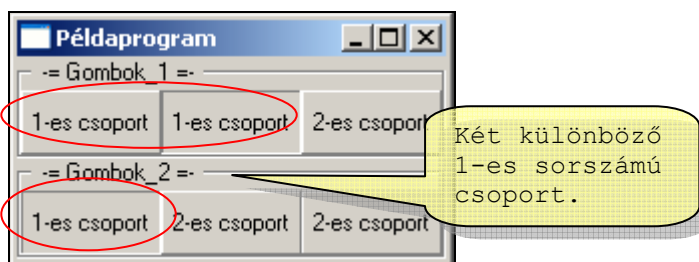 Példaprogram
-= Gombok_1 =-
1-es csoport 1-es csoport 2-es csoport
Két különböző
1-es sorszámú
csoport.
-= Gombok_2 =-
1-es csoport 2-es csoport 2-es csoport